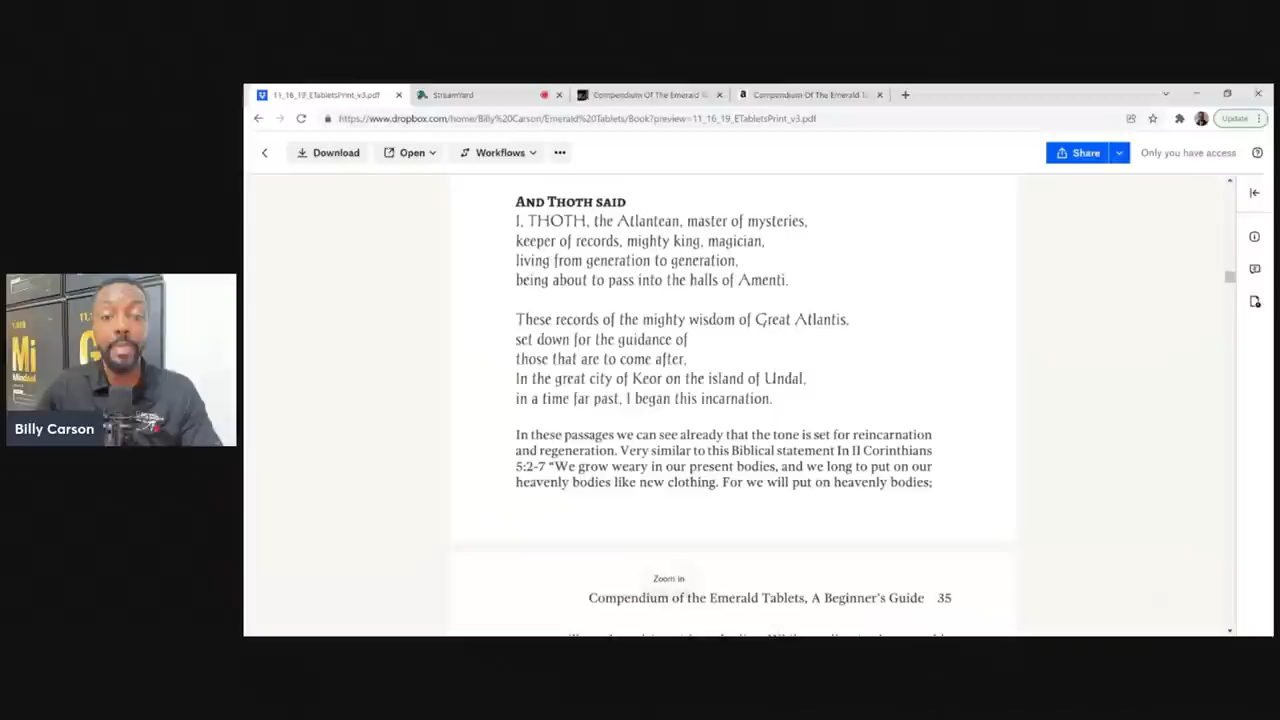 11_16_19_ETabletsPrint_v3.pdf
StreamYard
Compendium Of The Emerald
Compendium Of The Emerald
https://www.dropbox.com/home/Billy%20Carson/Emerald%20Tablets/Book?preview=11_16_19_ETabletsPrint_v3.pdf
Update
Download
Open
Workflows
Share
Only you have access
AND THOTH SAID
I, THOTH, the Atlantean, master of mysteries,
keeper of records, mighty king, magician,
living from generation to generation,
being about to pass into the halls of Amenti.
These records of the mighty wisdom of Great Atlantis.
set down for the guidance of
those that are to come after,
In the great city of Keor on the island of Undal,
in a time far past, I began this incarnation.
In these passages we can see already that the tone is set for reincarnation
and regeneration. Very similar to this Biblical statement In II Corinthians
5:2-7 “We grow weary in our present bodies, and we long to put on our
heavenly bodies like new clothing. For we will put on heavenly bodies;
Zoom in
Compendium of the Emerald Tablets, A Beginner's Guide 35
Mi
G
Billy Carson